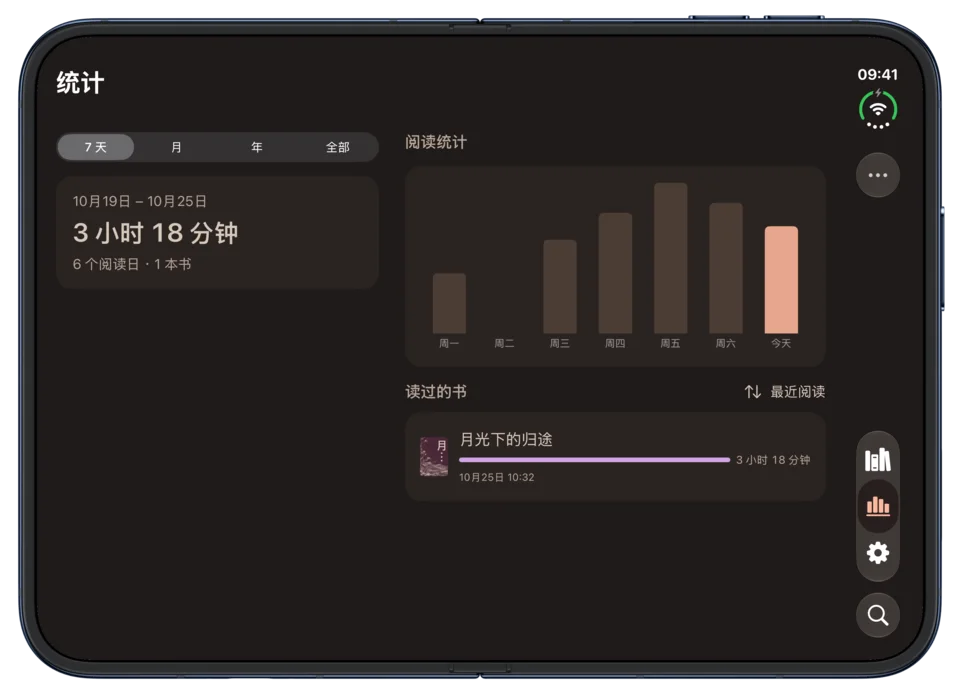 统计
09:41
7 天
月
年
全部
10月19日 – 10月25日
3 小时 18 分钟
6 个阅读日 · 1 本书
阅读统计
周一
周二
周三
周四
周五
周六
今天
读过的书
最近阅读
月…
月光下的归途
3 小时 18 分钟
10月25日 10:32